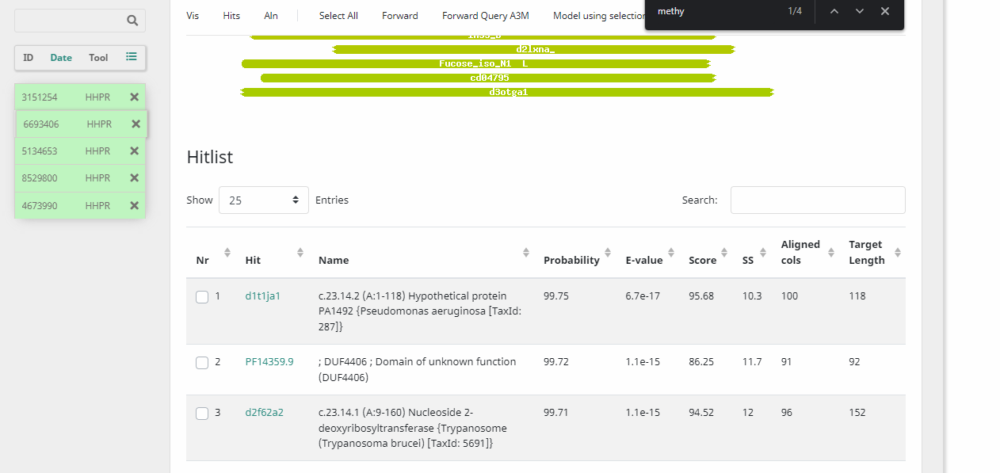 Vis Hits Aln Select All Forward Forward Query A3M Model using selection
methy 1/4
ID Date Tool
3151254 HHPR
6693406 HHPR
5134653 HHPR
8529800 HHPR
4673990 HHPR
d2lxna_
Fucose_iso_N1 L
cd04795
d3otga1
Hitlist
Show 25 Entries Search:
Nr Hit Name Probability E-value Score SS Aligned cols Target Length
1 d1t1ja1 c.23.14.2 (A:1-118) Hypothetical protein 99.75 6.7e-17 95.68 10.3 100 118
PA1492 {Pseudomonas aeruginosa [TaxId:
287]}
2 PF14359.9 ; DUF4406 ; Domain of unknown function 99.72 1.1e-15 86.25 11.7 91 92
(DUF4406)
3 d2f62a2 c.23.14.1 (A:9-160) Nucleoside 2- 99.71 1.1e-15 94.52 12 96 152
deoxyribosyltransferase {Trypanosome
(Trypanosoma brucei) [TaxId: 5691]}